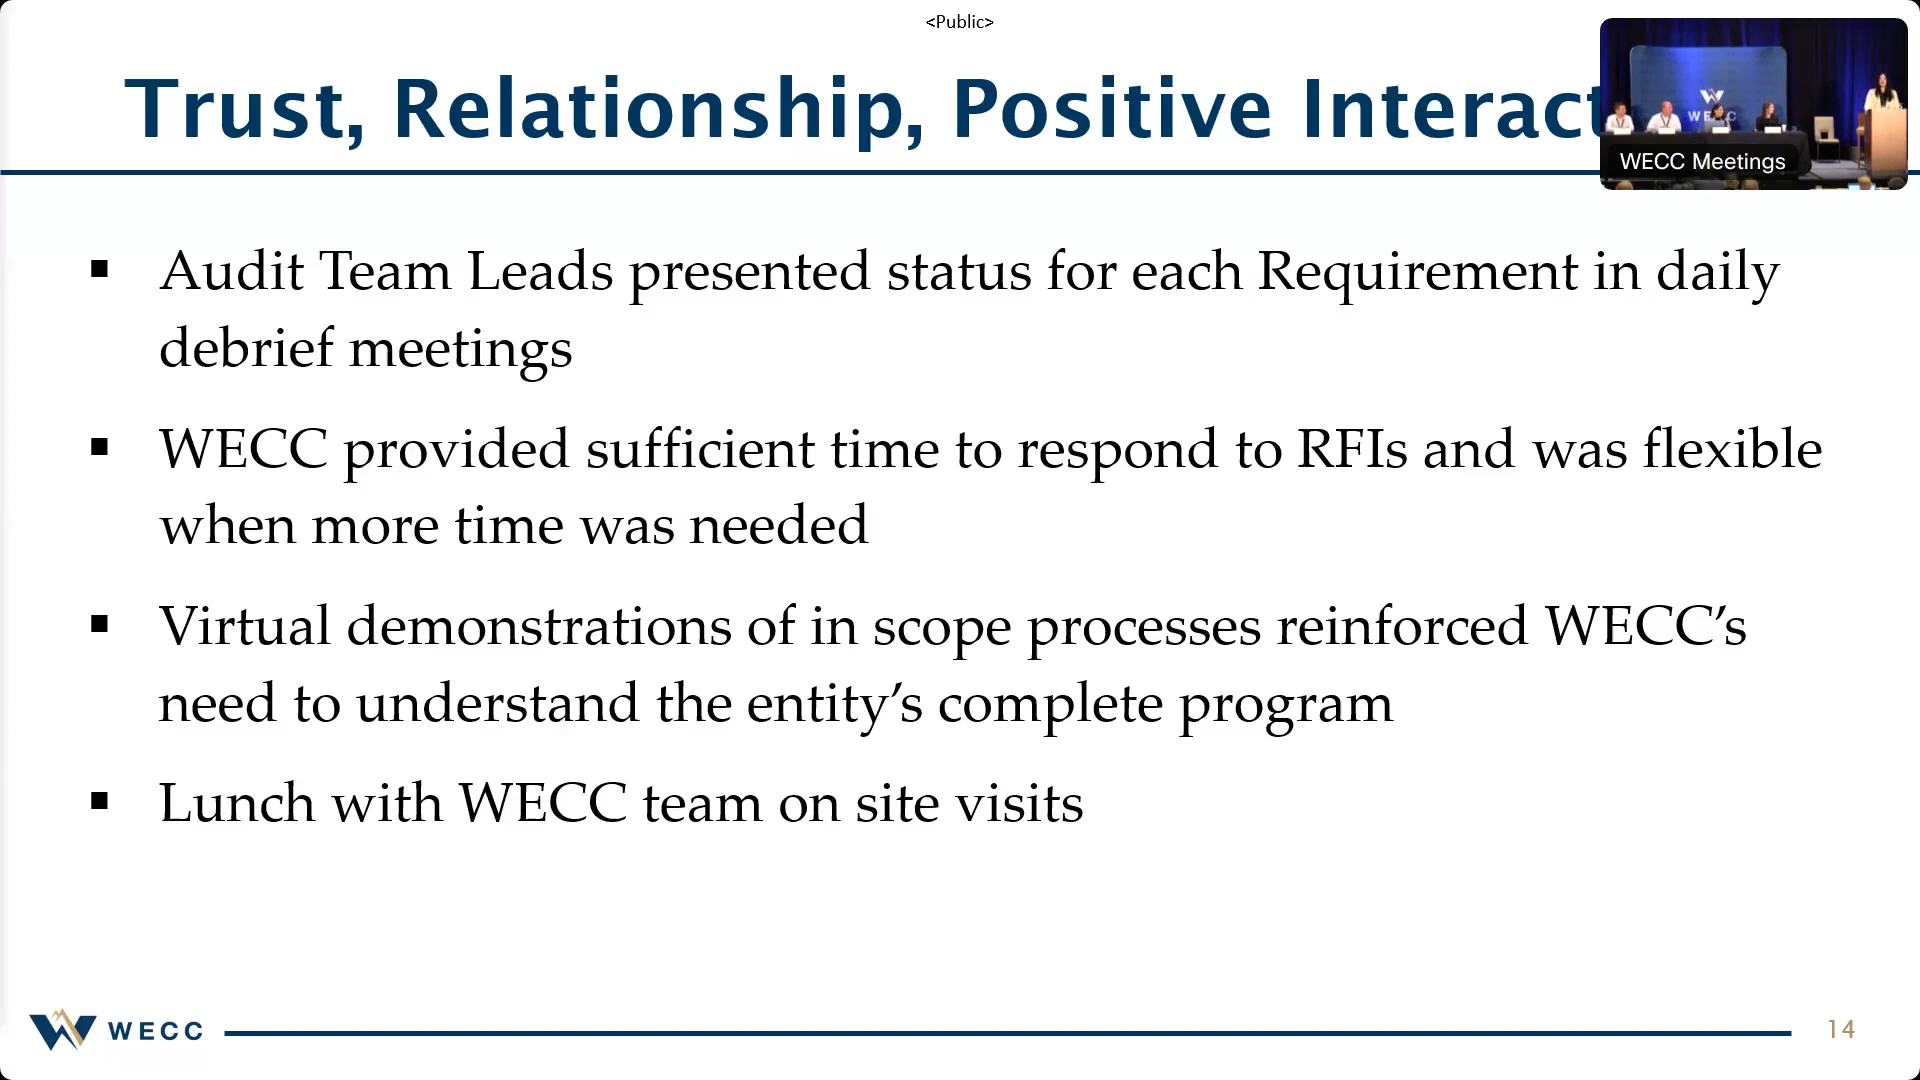 <Public>
Trust, Relationship, Positive Interact
WECC
WECC Meetings
▪ Audit Team Leads presented status for each Requirement in daily
debrief meetings
▪ WECC provided sufficient time to respond to RFIs and was flexible
when more time was needed
▪ Virtual demonstrations of in scope processes reinforced WECC’s
need to understand the entity’s complete program
▪ Lunch with WECC team on site visits
WECC
14